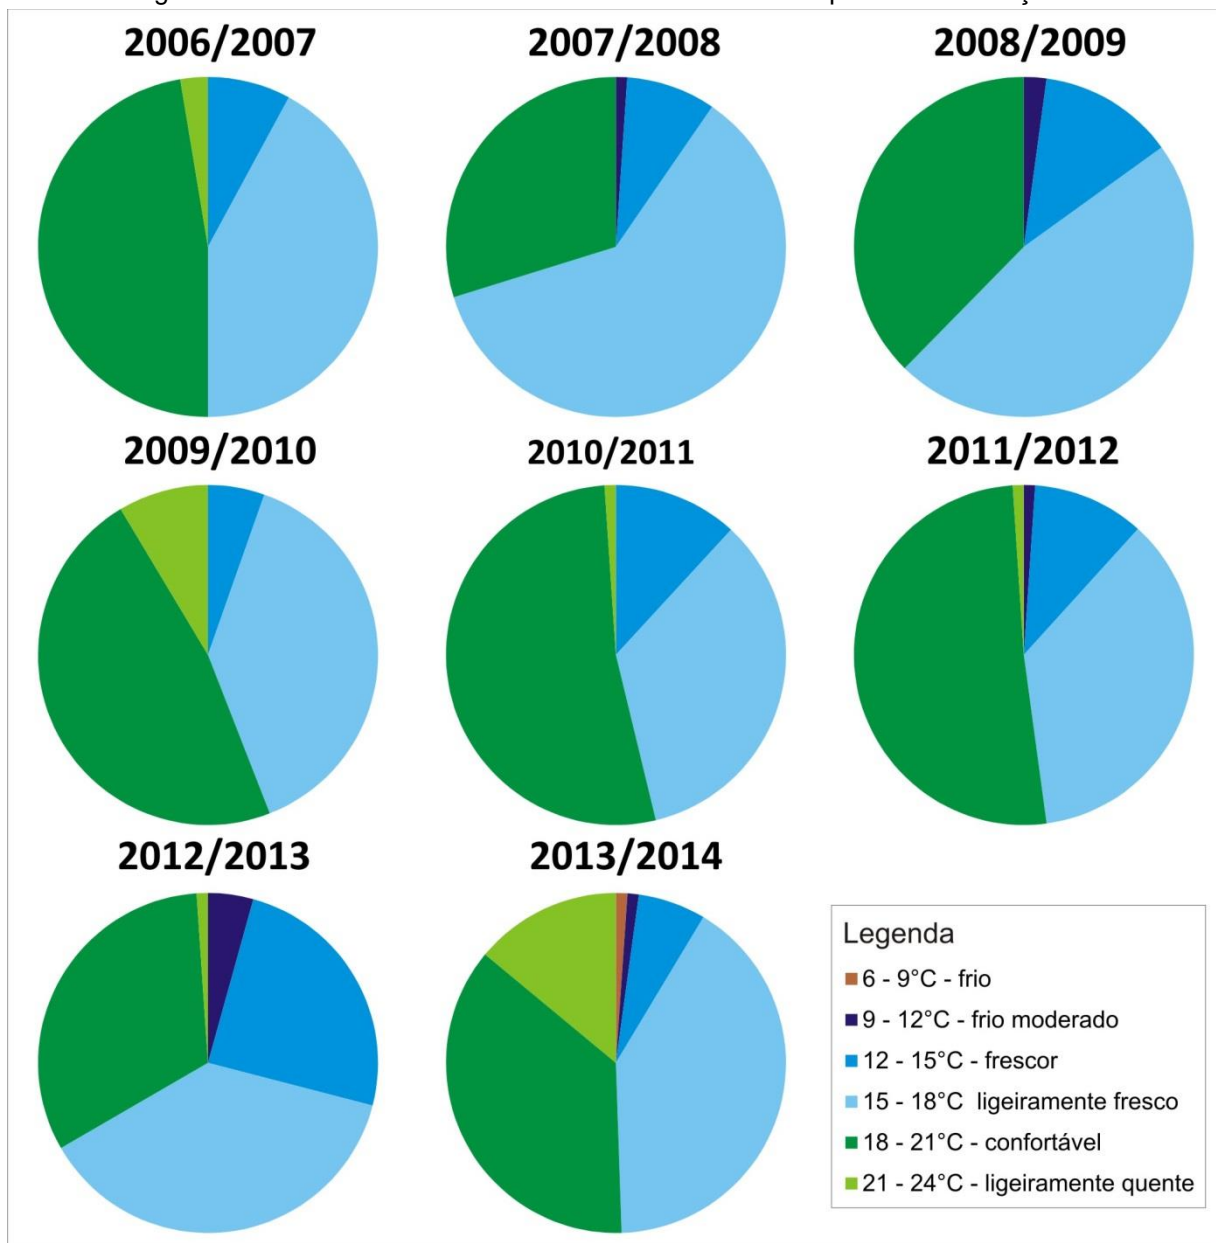 2006/2007
2007/2008
2008/2009
2009/2010
2010/2011
2011/2012
2012/2013
2013/2014
Legenda
6 - 9°C - frio
9 - 12°C - frio moderado
12 - 15°C - frescor
15 - 18°C ligeiramente fresco
18 - 21°C - confortável
21 - 24°C - ligeiramente quente